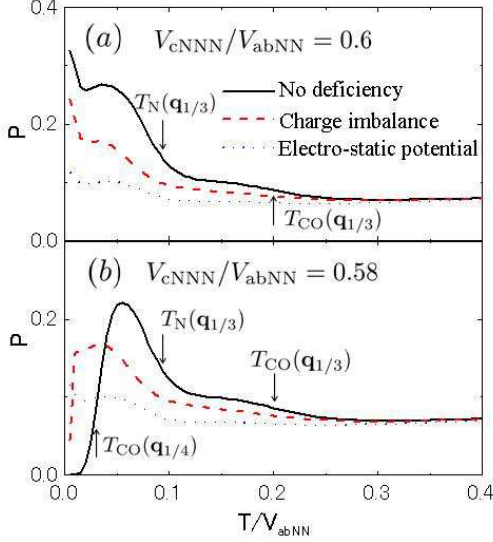 (a) V_cNNN/V_abNN = 0.6
No deficiency
T_N(q_1/3)
Charge imbalance
Electro-static potential
T_CO(q_1/3)
P
0.4
0.2
0.0
(b) V_cNNN/V_abNN = 0.58
T_N(q_1/3)
T_CO(q_1/3)
T_CO(q_1/4)
P
0.2
0.0
0.0 0.1 0.2 0.3 0.4
T/V_abNN